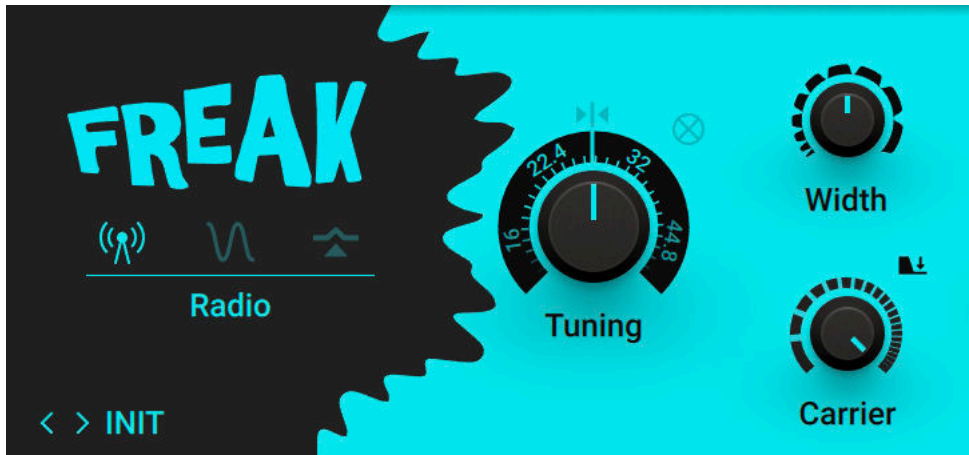 FREAK
Radio
< > INIT
16
22.4
32
44.8
Tuning
Width
Carrier